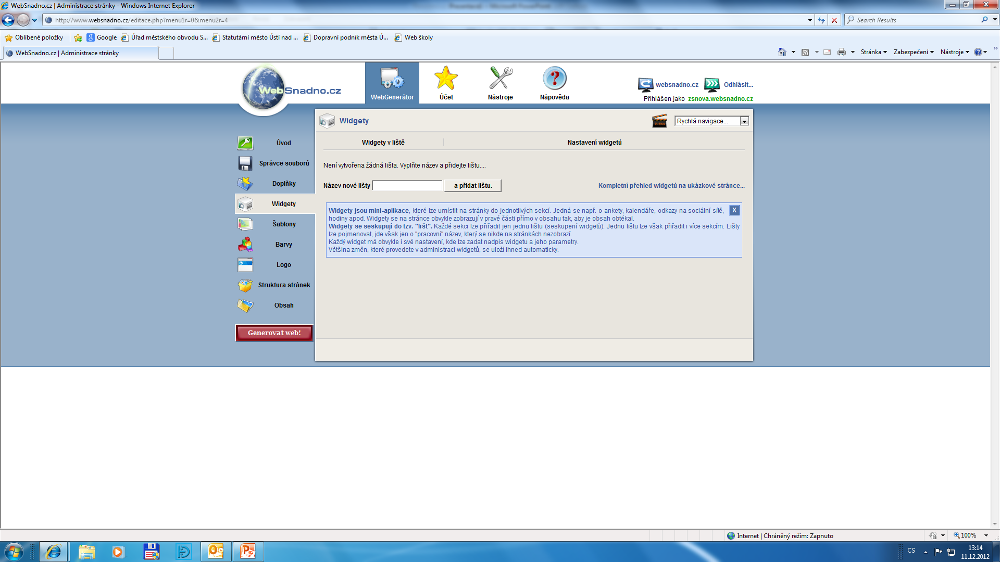 WebSnadno.cz | Administrace stránky - Windows Internet Explorer
http://www.websnadno.cz/editace.php?menu1r=0&menu2r=4
Search Results
Oblíbené položky
Google
Úřad městského obvodu S...
Statutární město Ústí nad ...
Dopravní podnik města Ú...
Web školy
WebSnadno.cz | Administrace stránky
Stránka
Zabezpečení
Nástroje
WebSnadno.cz
WebGenerátor
Účet
Nástroje
Nápověda
websnadno.cz
Odhlásit...
Přihlášen jako zsnova.websnadno.cz
Widgety
Rychlá navigace...
Úvod
Správce souborů
Doplňky
Widgety
Šablony
Barvy
Logo
Struktura stránek
Obsah
Generovat web!
Widgety v liště
Nastavení widgetů
Není vytvořena žádná lišta. Vyplňte název a přidejte lištu....
Název nové lišty
a přidat lištu.
Kompletní přehled widgetů na ukázkové stránce...
Widgety jsou mini-aplikace, které lze umístit na stránky do jednotlivých sekcí. Jedná se např. o ankety, kalendáře, odkazy na sociální sítě,
X
hodiny apod. Widgety se na stránce obvykle zobrazují v pravé části přímo v obsahu tak, aby je obsah obtékal.
Widgety se seskupují do tzv. "lišt". Každé sekci lze přiřadit jen jednu lištu (seskupení widgetů). Jednu lištu lze však přiřadit i více sekcím. Lišty
lze pojmenovat, jde však jen o "pracovní" název, který se nikde na stránkách nezobrazí.
Každý widget má obvykle i své nastavení, kde lze zadat nadpis widgetu a jeho parametry.
Většina změn, které provedete v administraci widgetů, se uloží ihned automaticky.
Internet | Chráněný režim: Zapnuto
100%
CS
13:14
11.12.2012